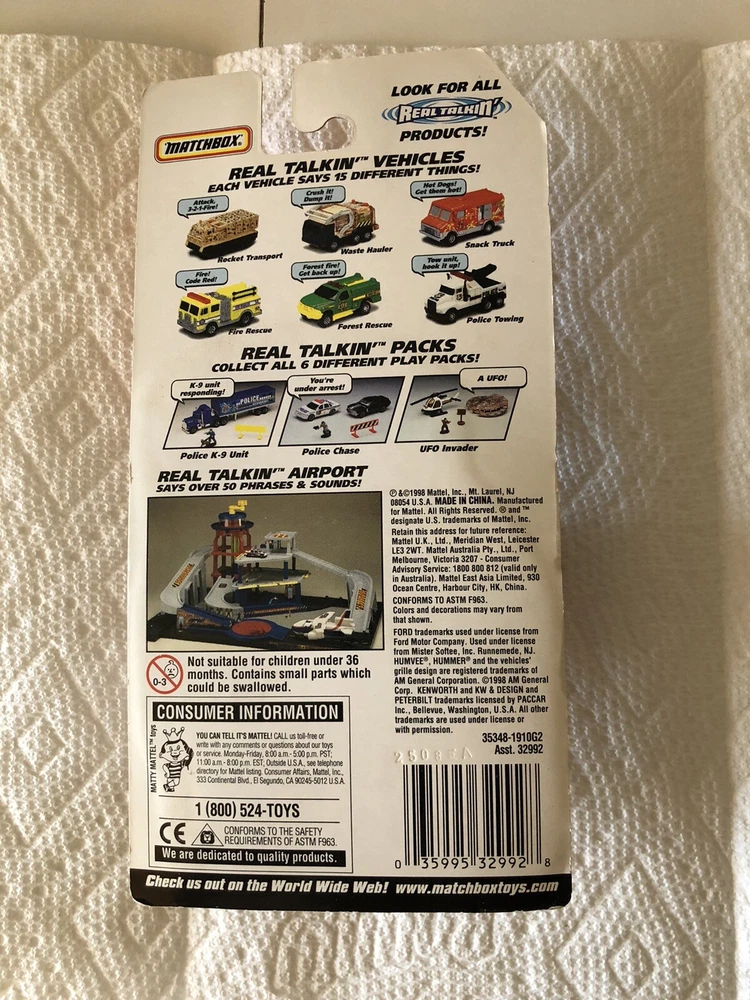 LOOK FOR ALL
REAL TALKIN'
PRODUCTS!
MATCHBOX
REAL TALKIN'™ VEHICLES
EACH VEHICLE SAYS 15 DIFFERENT THINGS!
Attack,
3-2-1-Fire!
Rocket Transport
Crush it!
Dump it!
Waste Hauler
Hot Dogs!
Get them hot!
Snack Truck
Fire!
Code Red!
Fire Rescue
Forest fire!
Get back up!
Forest Rescue
Tow unit,
hook it up!
Police Towing
REAL TALKIN'™ PACKS
COLLECT ALL 6 DIFFERENT PLAY PACKS!
K-9 unit
responding!
POLICE
Police K-9 Unit
You're
under arrest!
Police Chase
A UFO!
UFO Invader
REAL TALKIN'™ AIRPORT
SAYS OVER 50 PHRASES & SOUNDS!
0-3
Not suitable for children under 36
months. Contains small parts which
could be swallowed.
CONSUMER INFORMATION
MATTY MATTEL™ toys
YOU CAN TELL IT'S MATTEL! CALL us toll-free or
write with any comments or questions about our toys
or service. Monday-Friday, 8:00 a.m.- 5:00 p.m. PST;
11:00 a.m.- 8:00 p.m. EST; Outside U.S.A., see telephone
directory for Mattel listing. Consumer Affairs, Mattel, Inc.,
333 Continental Blvd., El Segundo, CA 90245-5012 U.S.A.
1 (800) 524-TOYS
CE
CONFORMS TO THE SAFETY
REQUIREMENTS OF ASTM F963.
We are dedicated to quality products.
℗ &©1998 Mattel, Inc., Mt. Laurel, NJ
08054 U.S.A. MADE IN CHINA. Manufactured
for Mattel. All Rights Reserved. ® and ™
designate U.S. trademarks of Mattel, Inc.
Retain this address for future reference:
Mattel U.K., Ltd., Meridian West, Leicester
LE3 2WT. Mattel Australia Pty., Ltd., Port
Melbourne, Victoria 3207 - Consumer
Advisory Service: 1800 800 812 (valid only
in Australia). Mattel East Asia Limited, 930
Ocean Centre, Harbour City, HK, China.
CONFORMS TO ASTM F963.
Colors and decorations may vary from
that shown.
FORD trademarks used under license from
Ford Motor Company. Used under license
from Mister Softee, Inc. Runnemede, NJ.
HUMVEE®, HUMMER® and the vehicles'
grille design are registered trademarks of
AM General Corporation. ©1998 AM General
Corp. KENWORTH and KW & DESIGN and
PETERBILT trademarks licensed by PACCAR
Inc., Bellevue, Washington, U.S.A. All other
trademarks are used under license or
with permission.
35348-1910G2
Asst. 32992
0 35995 32992 8
Check us out on the World Wide Web! www.matchboxtoys.com